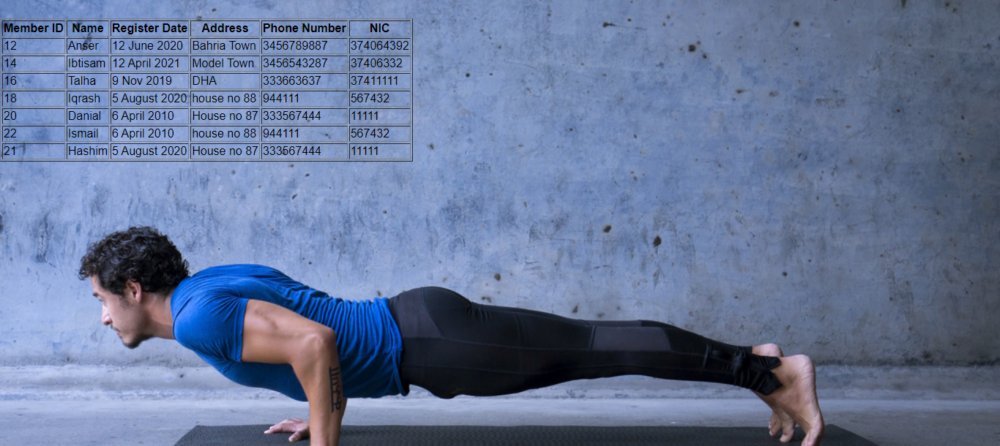 Member ID Name Register Date Address Phone Number NIC
12 Anser 12 June 2020 Bahria Town 3456789887 374064392
14 Ibtisam 12 April 2021 Model Town 3456543287 37406332
16 Talha 9 Nov 2019 DHA 333663637 37411111
18 Iqrash 5 August 2020 house no 88 944111 567432
20 Danial 6 April 2010 House no 87 333567444 11111
22 Ismail 6 April 2010 house no 88 944111 567432
21 Hashim 5 August 2020 House no 87 333567444 11111